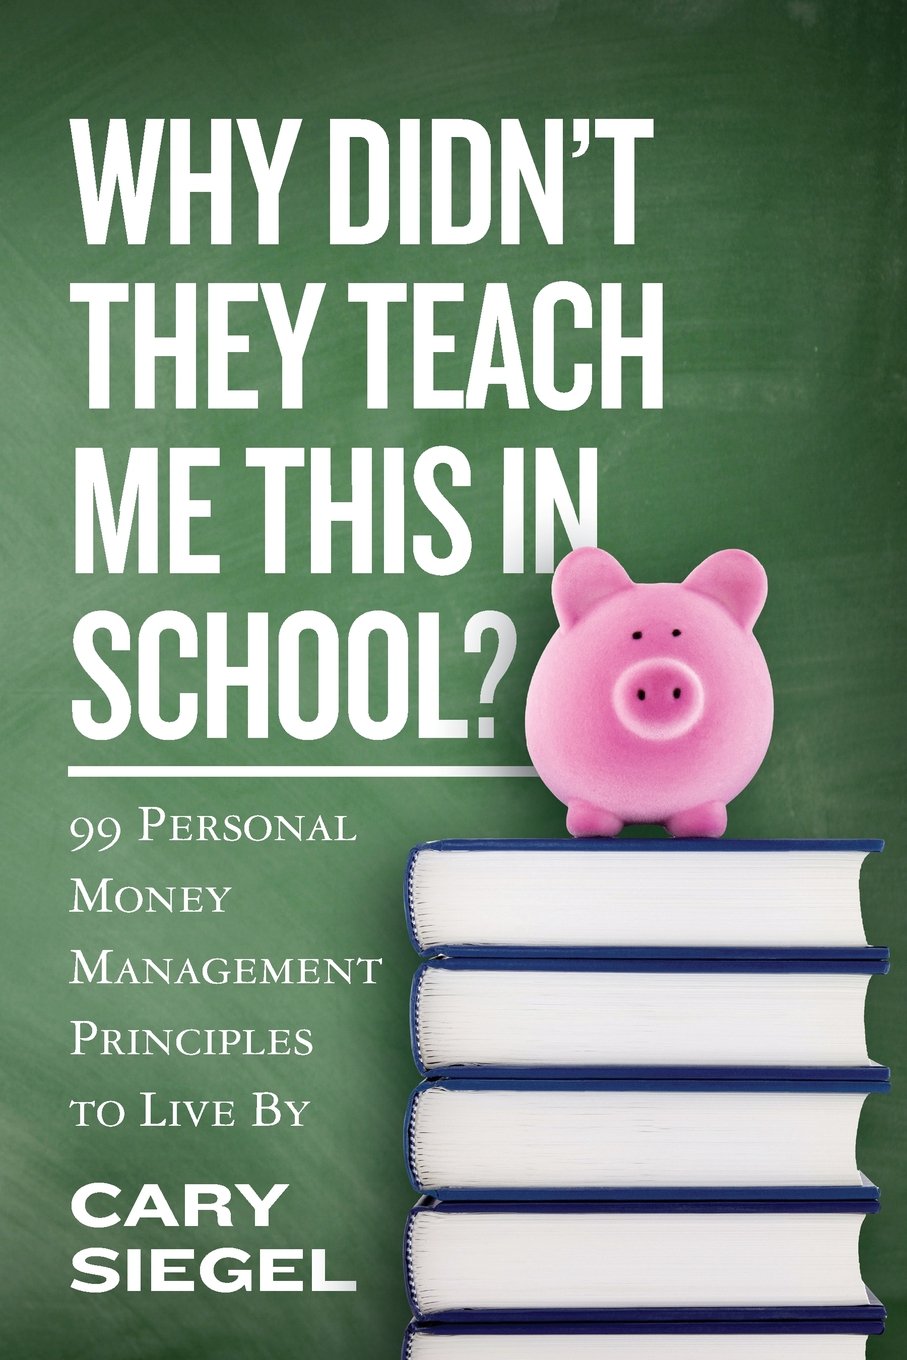 WHY DIDN'T
THEY TEACH
ME THIS IN
SCHOOL?
99 PERSONAL
MONEY
MANAGEMENT
PRINCIPLES
TO LIVE BY
CARY
SIEGEL